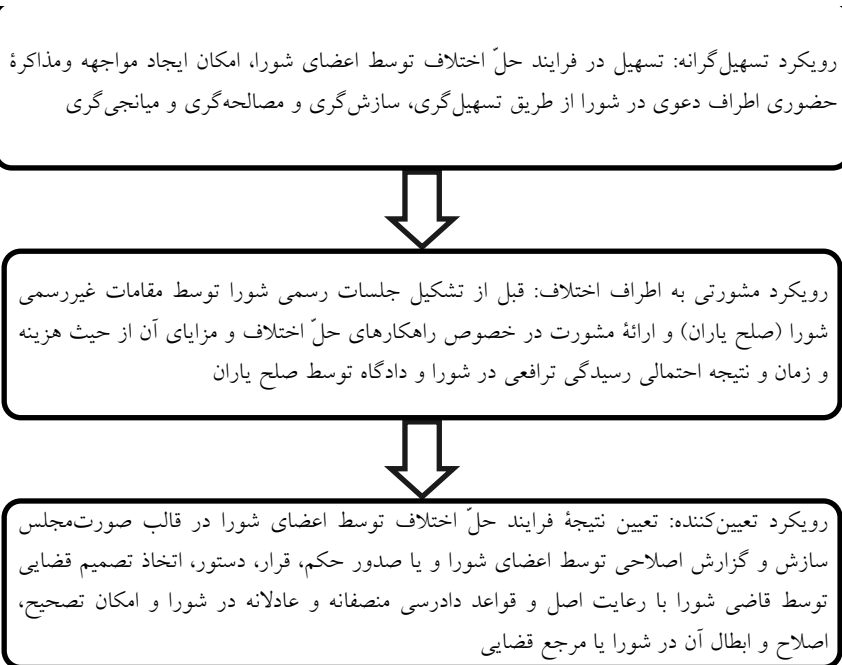 رویکرد تسهیل‌گرانه: تسهیل در فرایند حلّ اختلاف توسط اعضای شورا، امکان ایجاد مواجهه ومذاکرهٔ
حضوری اطراف دعوی در شورا از طریق تسهیل‌گری، سازش‌گری و مصالحه‌گری و میانجی‌گری
رویکرد مشورتی به اطراف اختلاف: قبل از تشکیل جلسات رسمی شورا توسط مقامات غیررسمی
شورا (صلح یاران) و ارائهٔ مشورت در خصوص راهکارهای حلّ اختلاف و مزایای آن از حیث هزینه
و زمان و نتیجه احتمالی رسیدگی ترافعی در شورا و دادگاه توسط صلح یاران
رویکرد تعیین‌کننده: تعیین نتیجهٔ فرایند حلّ اختلاف توسط اعضای شورا در قالب صورت‌مجلس
سازش و گزارش اصلاحی توسط اعضای شورا و یا صدور حکم، قرار، دستور، اتخاذ تصمیم قضایی
توسط قاضی شورا با رعایت اصل و قواعد دادرسی منصفانه و عادلانه در شورا و امکان تصحیح،
اصلاح و ابطال آن در شورا یا مرجع قضایی